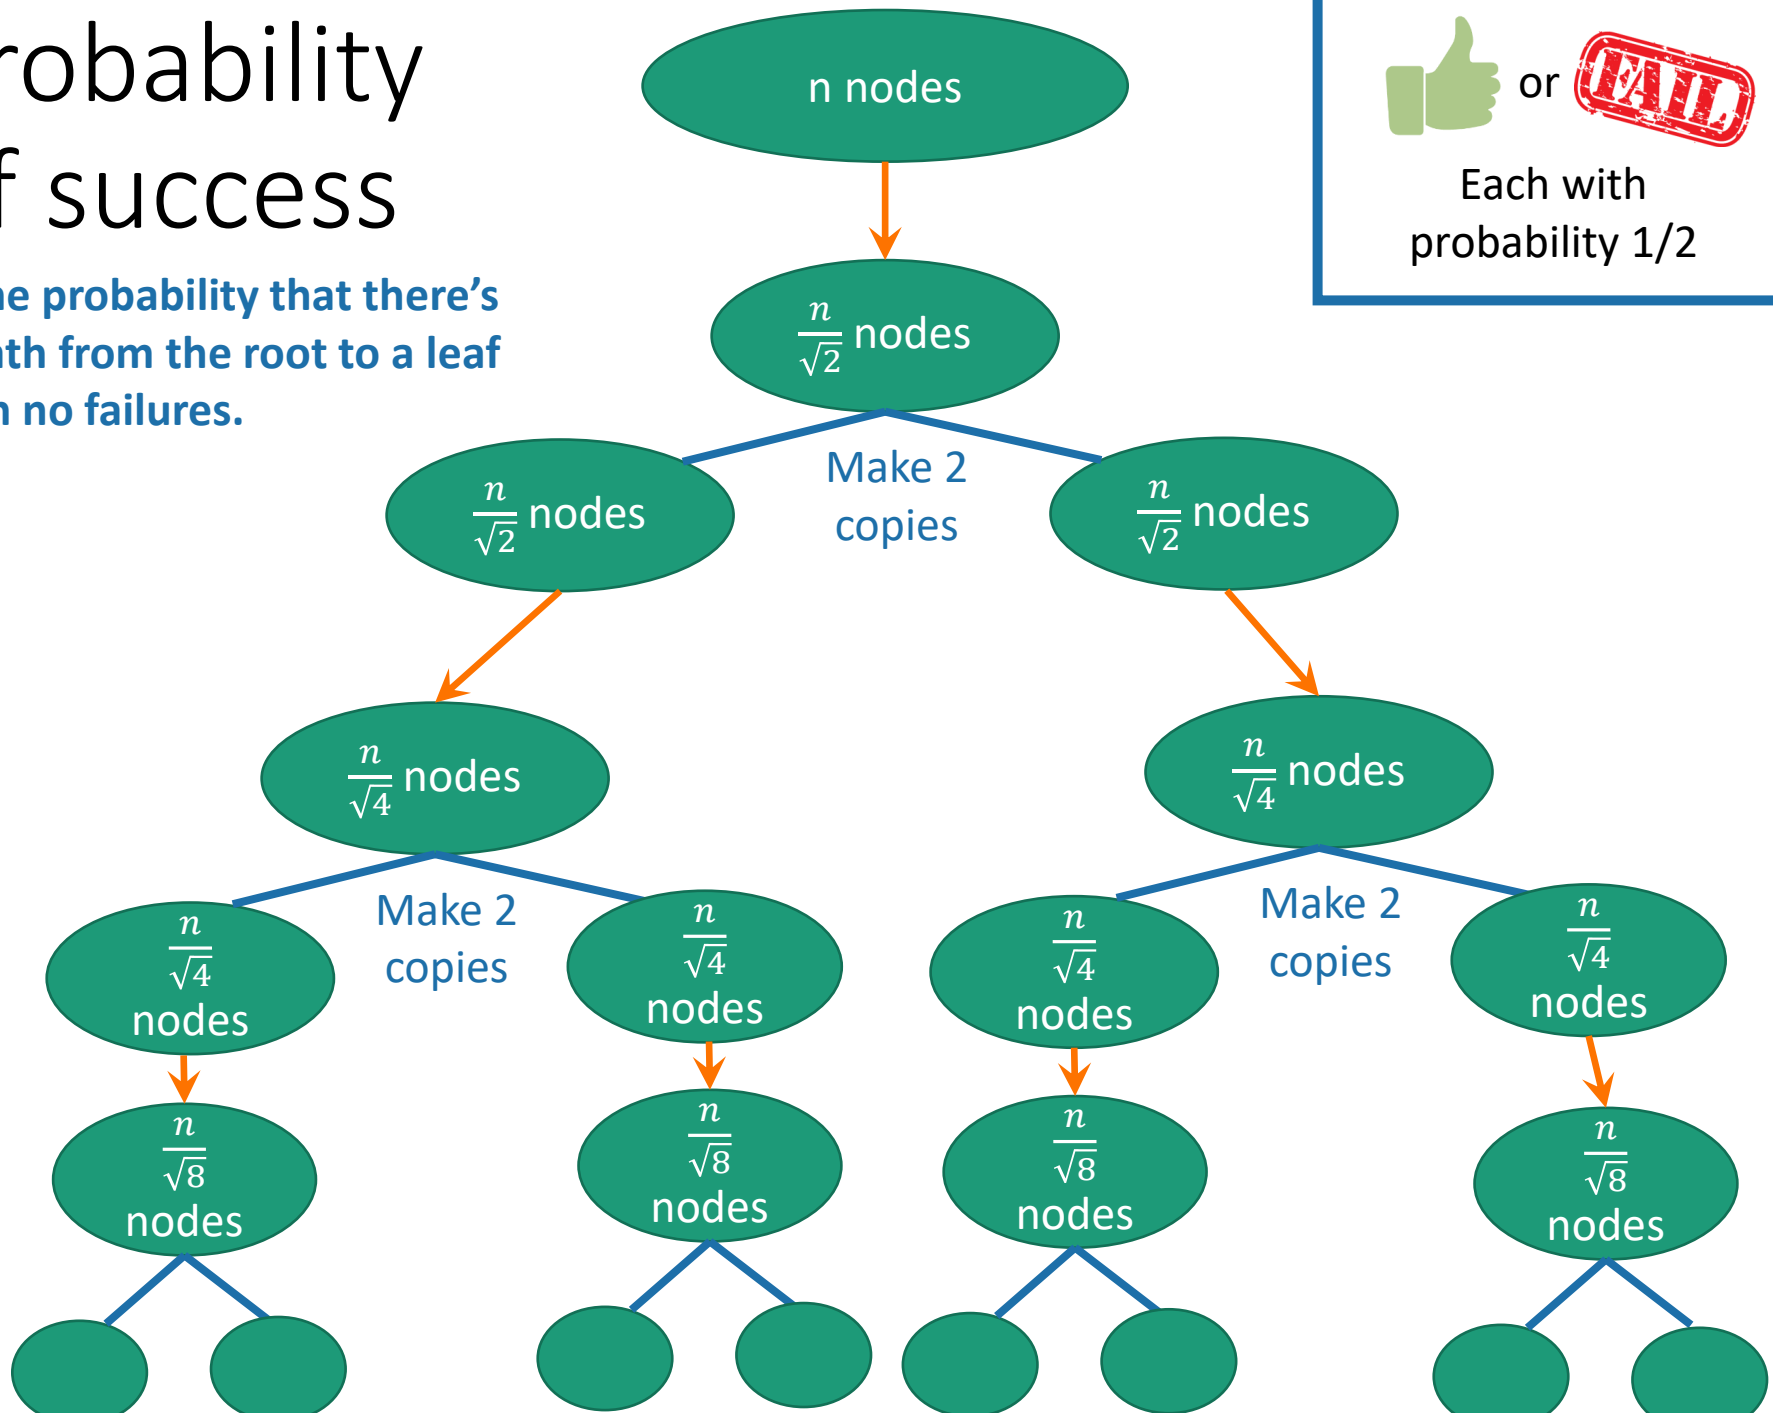 robability
f success
ne probability that there’s
ath from the root to a leaf
h no failures.
or FAIL
Each with
probability 1/2
n nodes
n/√2 nodes
Make 2
copies
n/√2 nodes
n/√2 nodes
n/√4 nodes
n/√4 nodes
Make 2
copies
Make 2
copies
n/√4
nodes
n/√4
nodes
n/√4
nodes
n/√4
nodes
n/√8
nodes
n/√8
nodes
n/√8
nodes
n/√8
nodes